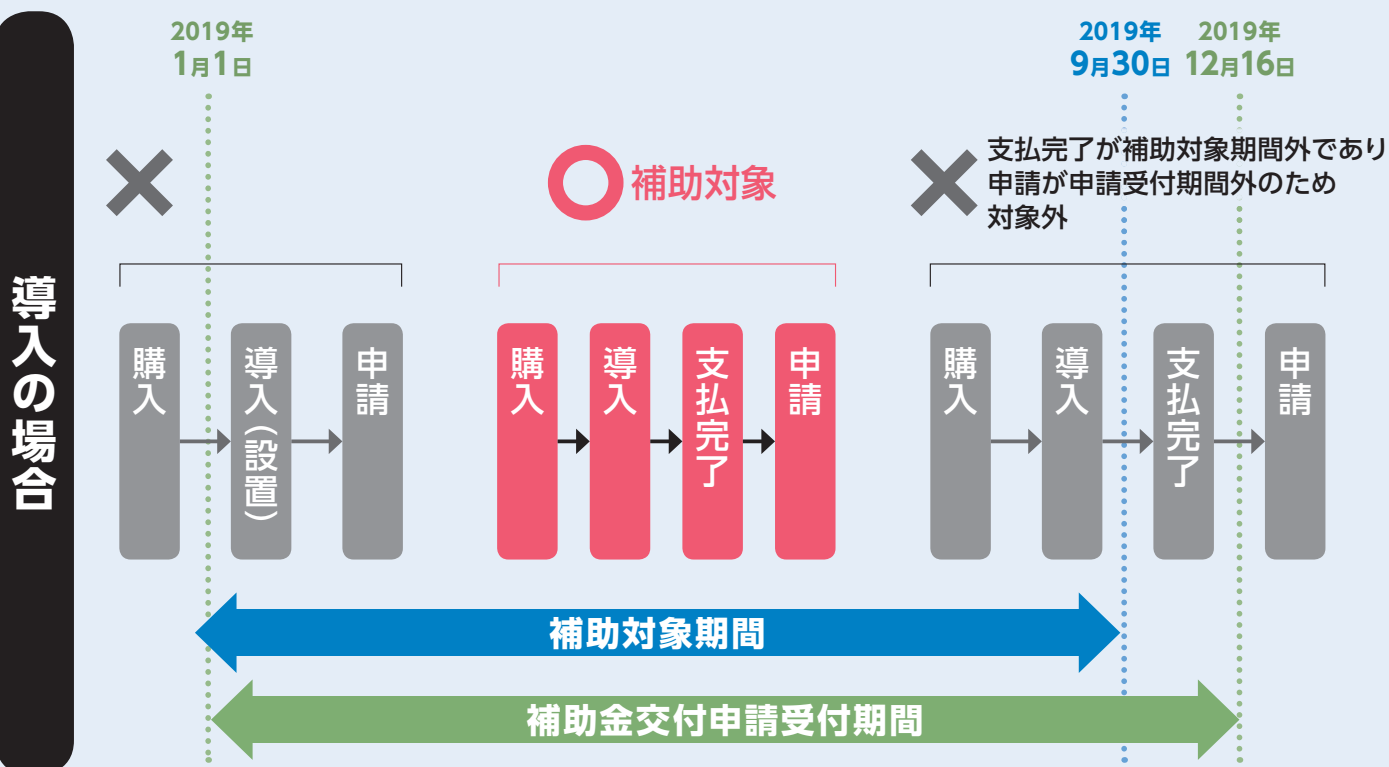 導入の場合
2019年
1月1日
2019年
9月30日
2019年
12月16日
補助対象
支払完了が補助対象期間外であり
申請が申請受付期間外のため
対象外
購入
導入(設置)
申請
購入
導入
支払完了
申請
購入
導入
支払完了
申請
補助対象期間
補助金交付申請受付期間